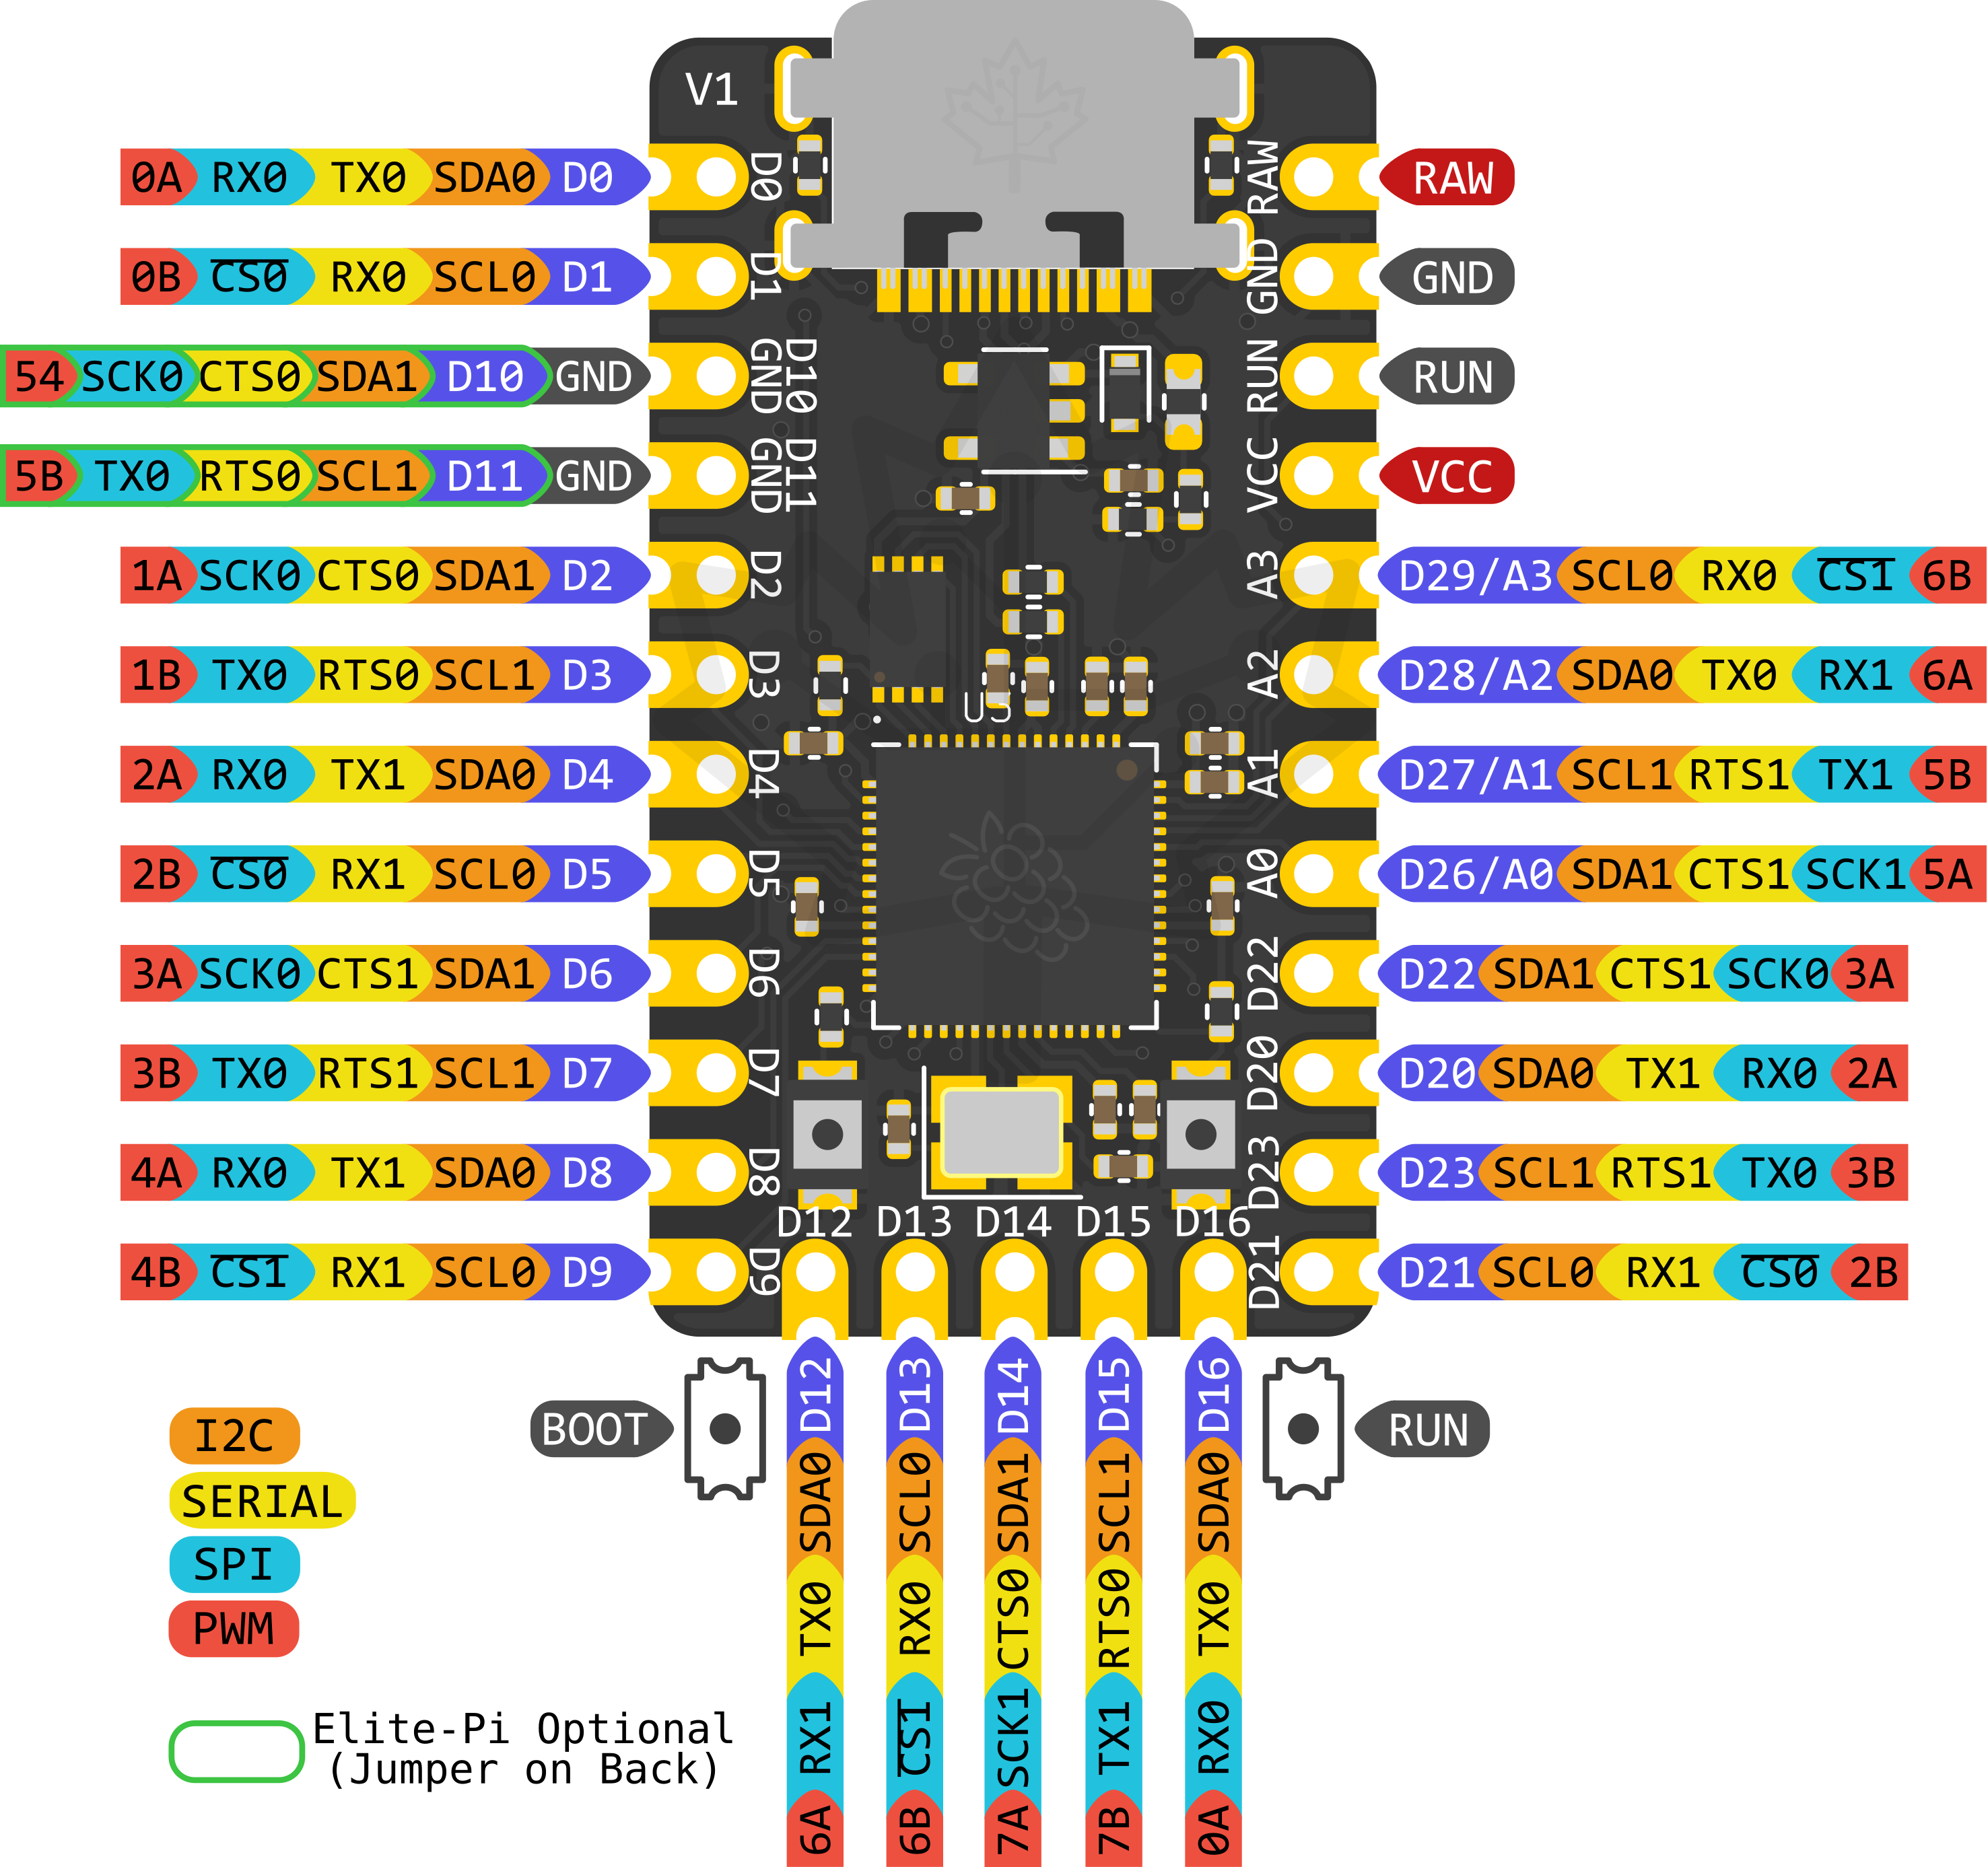 V1
0A RX0 TX0 SDA0 D0 D0 RAW RAW
0B CS0 RX0 SCL0 D1 D1 GND GND
54 SCK0 CTS0 SDA1 D10 GND GND D10 RUN RUN
5B TX0 RTS0 SCL1 D11 GND GND D11 VCC VCC
1A SCK0 CTS0 SDA1 D2 D2 A3 D29/A3 SCL0 RX0 CS1 6B
1B TX0 RTS0 SCL1 D3 D3 A2 D28/A2 SDA0 TX0 RX1 6A
U3
2A RX0 TX1 SDA0 D4 D4 A1 D27/A1 SCL1 RTS1 TX1 5B
2B CS0 RX1 SCL0 D5 D5 A0 D26/A0 SDA1 CTS1 SCK1 5A
3A SCK0 CTS1 SDA1 D6 D6 D22 D22 SDA1 CTS1 SCK0 3A
3B TX0 RTS1 SCL1 D7 D7 D20 D20 SDA0 TX1 RX0 2A
4A RX0 TX1 SDA0 D8 D8 D23 D23 SCL1 RTS1 TX0 3B
D12 D13 D14 D15 D16
4B CS1 RX1 SCL0 D9 D9 D21 D21 SCL0 RX1 CS0 2B
BOOT RUN
6A RX1 TX0 SDA0 D12
6B CS1 RX0 SCL0 D13
7A SCK1 CTS0 SDA1 D14
7B TX1 RTS0 SCL1 D15
0A RX0 TX0 SDA0 D16
I2C
SERIAL
SPI
PWM
Elite-Pi Optional
(Jumper on Back)